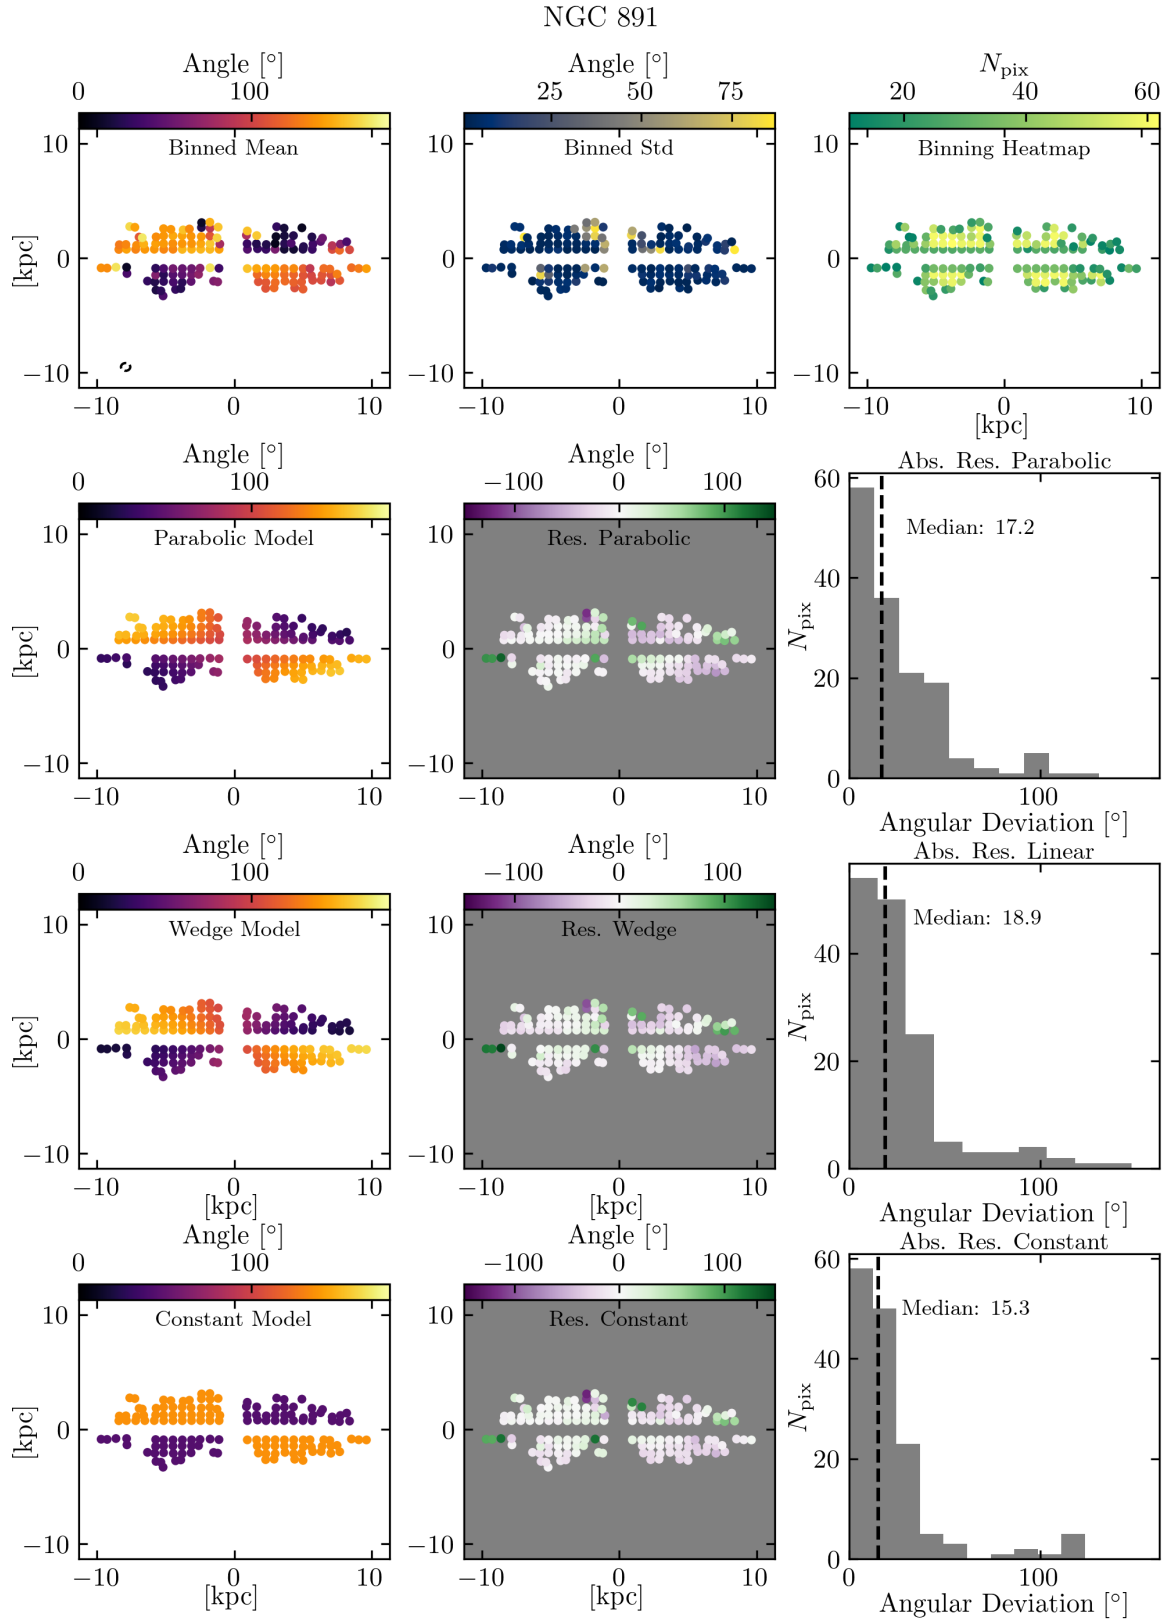 NGC 891
Angle [°] Angle [°] N_pix
0 100 25 50 75 20 40 60
Binned Mean Binned Std Binning Heatmap
10 10 10
[kpc] 0 0 0
−10 −10 −10
−10 0 10 −10 0 10 −10 0 10
[kpc]
Angle [°] Angle [°] Abs. Res. Parabolic
0 100 −100 0 100
Parabolic Model Res. Parabolic
10 10 60
Median: 17.2
40
[kpc] 0 0 N_pix
20
−10 −10 0
−10 0 10 −10 0 10 0 100
Angular Deviation [°]
Angle [°] Angle [°] Abs. Res. Linear
0 100 −100 0 100
Wedge Model Res. Wedge
10 10 40
Median: 18.9
[kpc] 0 0 N_pix
20
−10 −10 0
−10 0 10 −10 0 10 0 100
[kpc] [kpc] Angular Deviation [°]
Angle [°] Angle [°] Abs. Res. Constant
0 100 −100 0 100
Constant Model Res. Constant
10 10 60
Median: 15.3
40
[kpc] 0 0 N_pix
20
−10 −10 0
−10 0 10 −10 0 10 0 100
[kpc] [kpc] Angular Deviation [°]